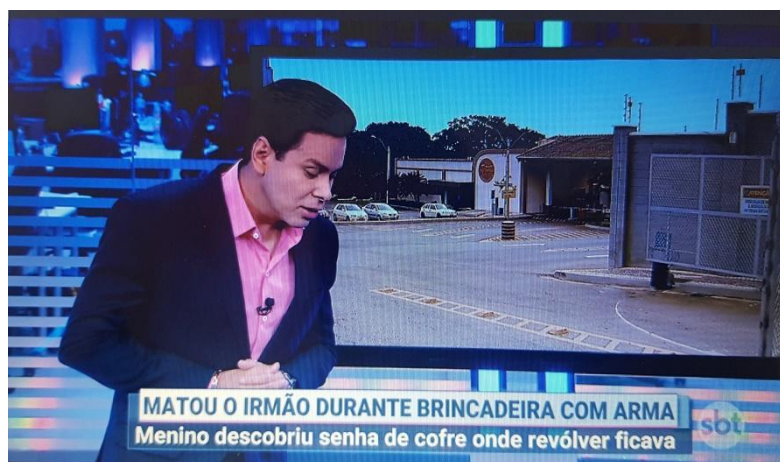 MATOU O IRMÃO DURANTE BRINCADEIRA COM ARMA
Menino descobriu senha de cofre onde revólver ficava
sbt